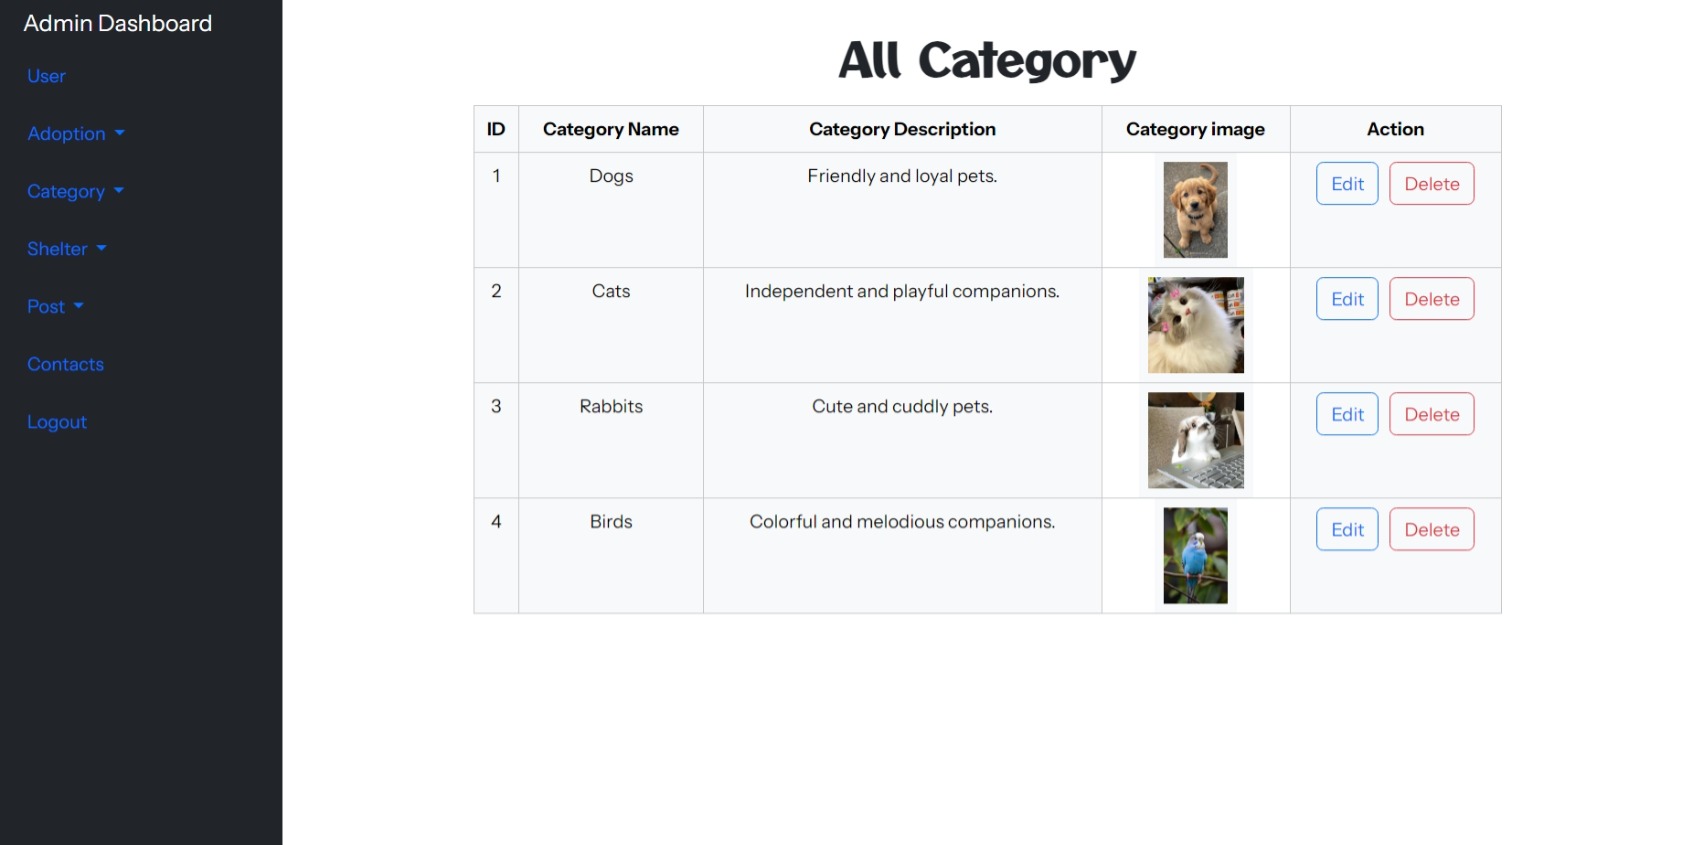 Admin Dashboard
User
Adoption
Category
Shelter
Post
Contacts
Logout
All Category
ID Category Name Category Description Category image Action
1 Dogs Friendly and loyal pets. Edit Delete
2 Cats Independent and playful companions. Edit Delete
3 Rabbits Cute and cuddly pets. Edit Delete
4 Birds Colorful and melodious companions. Edit Delete